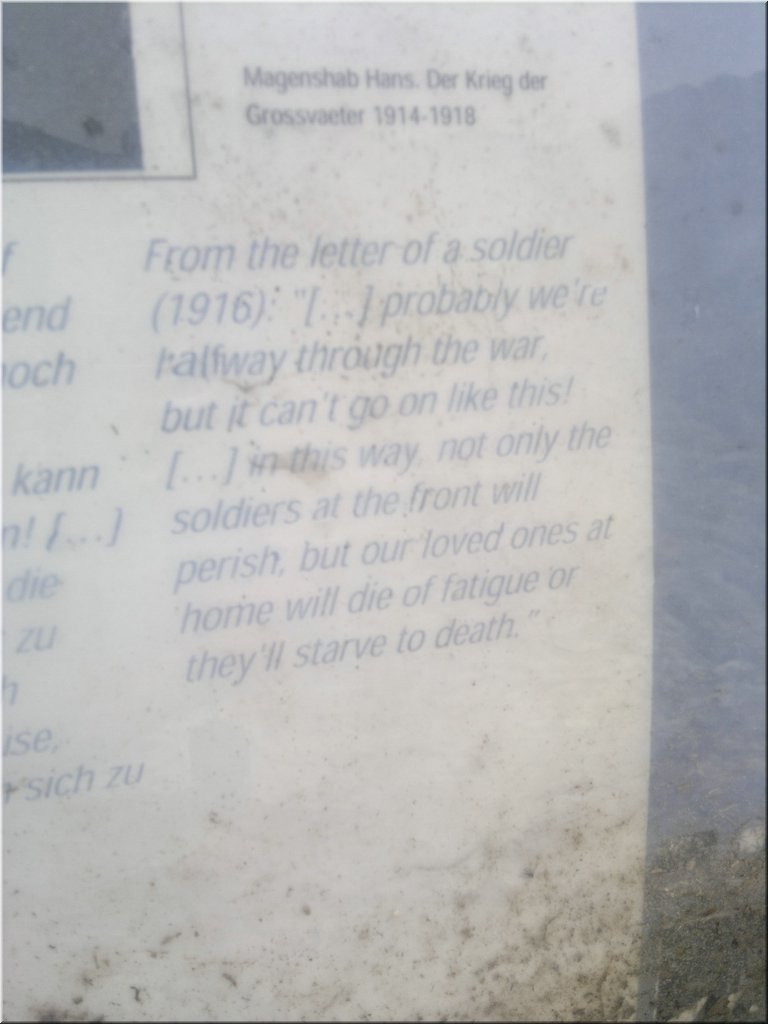 Magenshab Hans. Der Krieg der
Grossvaeter 1914-1918
From the letter of a soldier
(1916): "[...] probably we're
halfway through the war,
but it can't go on like this!
[...] in this way, not only the
soldiers at the front will
perish, but our loved ones at
home will die of fatigue or
they'll starve to death."
f
end
noch
kann
n! [...]
die
zu
h
use,
sich zu